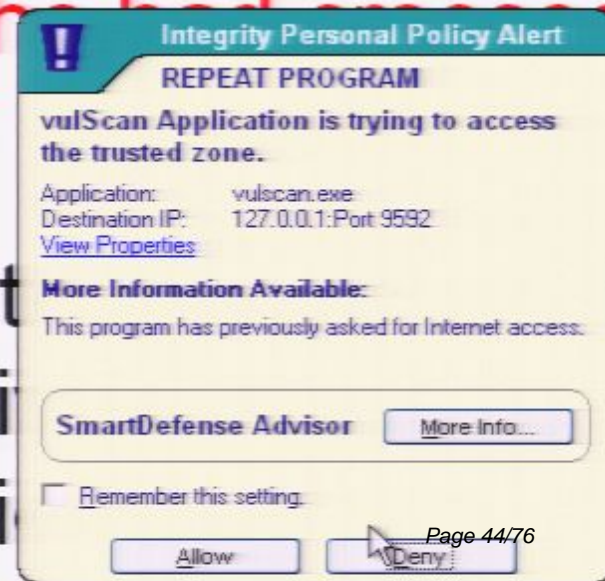 Integrity Personal Policy Alert
REPEAT PROGRAM
vulScan Application is trying to access
the trusted zone.
Application: vulscan.exe
Destination IP: 127.0.0.1:Port 9592
View Properties
More Information Available:
This program has previously asked for Internet access.
SmartDefense Advisor More Info...
Remember this setting.
Page 44/76
Allow Deny